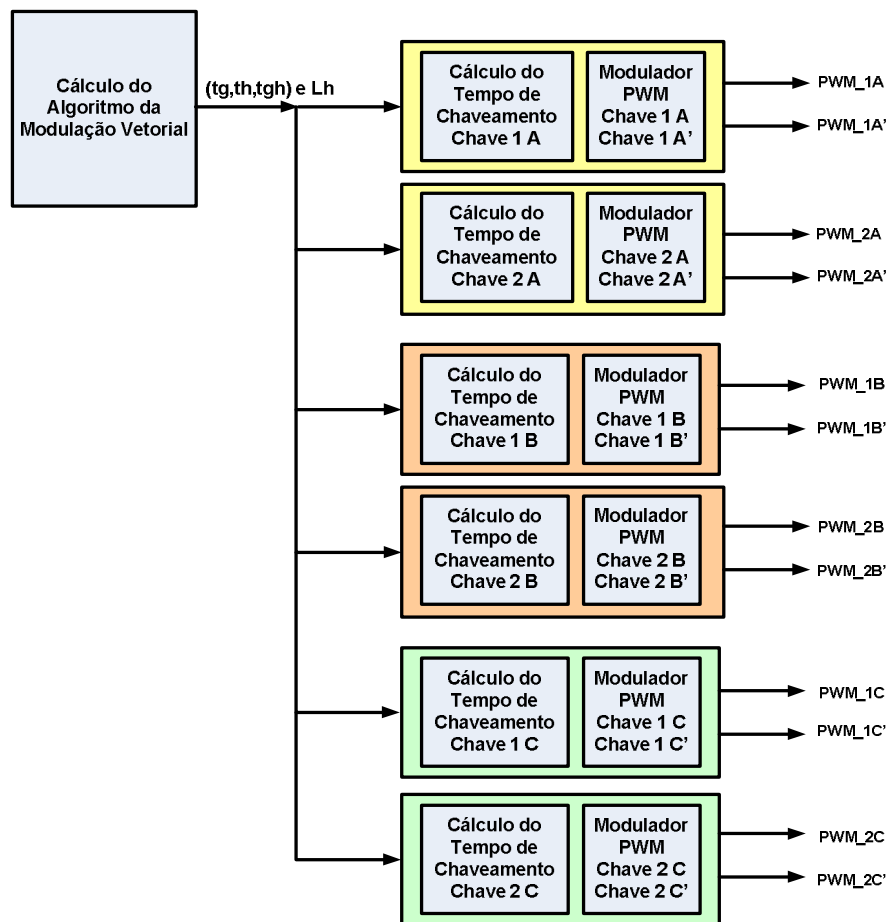 Cálculo do
Algoritmo da
Modulação Vetorial
(tg,th,tgh) e Lh
Cálculo do
Tempo de
Chaveamento
Chave 1 A
Modulador
PWM
Chave 1 A
Chave 1 A’
PWM_1A
PWM_1A’
Cálculo do
Tempo de
Chaveamento
Chave 2 A
Modulador
PWM
Chave 2 A
Chave 2 A’
PWM_2A
PWM_2A’
Cálculo do
Tempo de
Chaveamento
Chave 1 B
Modulador
PWM
Chave 1 B
Chave 1 B’
PWM_1B
PWM_1B’
Cálculo do
Tempo de
Chaveamento
Chave 2 B
Modulador
PWM
Chave 2 B
Chave 2 B’
PWM_2B
PWM_2B’
Cálculo do
Tempo de
Chaveamento
Chave 1 C
Modulador
PWM
Chave 1 C
Chave 1 C’
PWM_1C
PWM_1C’
Cálculo do
Tempo de
Chaveamento
Chave 2 C
Modulador
PWM
Chave 2 C
Chave 2 C’
PWM_2C
PWM_2C’